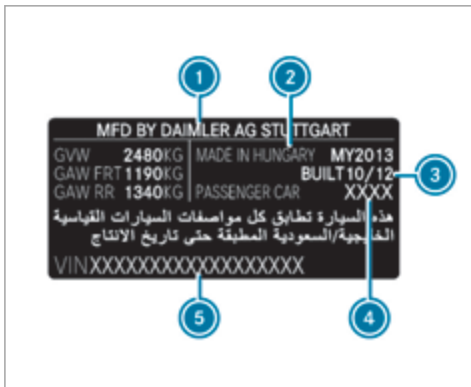 1
2
MFD BY DAIMLER AG STUTTGART
GVW 2480KG MADE IN HUNGARY MY2013
GAW FRT 1190KG BUILT10/12
3
GAW RR 1340KG PASSENGER CAR XXXX
هذه السيارة تطابق كل مواصفات السيارات القياسية
الخليجية/السعودية المطبقة حتى تاريخ الانتاج
VINXXXXXXXXXXXXXXXXXX
5
4